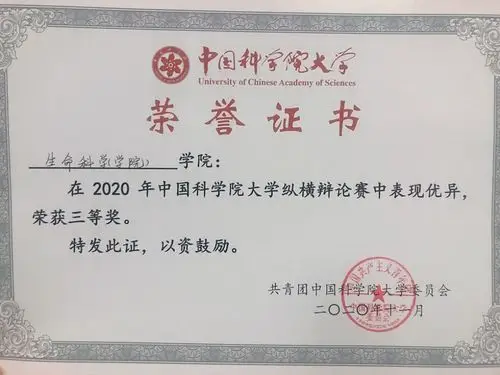 中国科学院大学
University of Chinese Academy of Sciences
荣誉证书
生命科学(学院) 学院：
在 2020 年中国科学院大学纵横辩论赛中表现优异，
荣获三等奖。
特发此证，以资鼓励。
共青团中国科学院大学委员会
二〇二〇年十一月